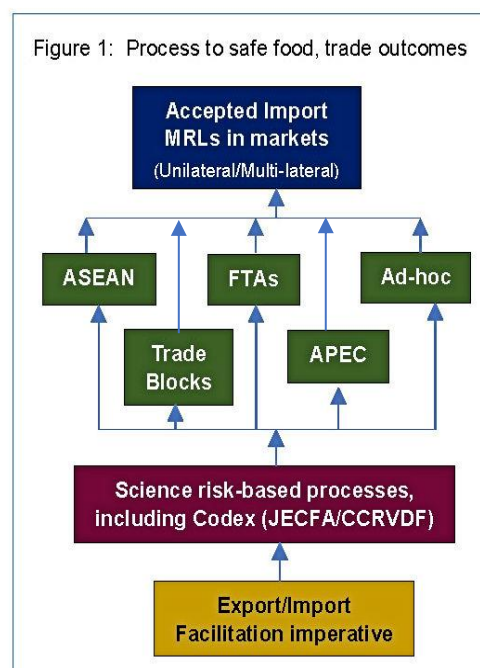 Figure 1: Process to safe food, trade outcomes
Accepted Import
MRLs in markets
(Unilateral/Multi-lateral)
ASEAN
FTAs
Ad-hoc
Trade
Blocks
APEC
Science risk-based processes,
including Codex (JECFA/CCRVDF)
Export/Import
Facilitation imperative